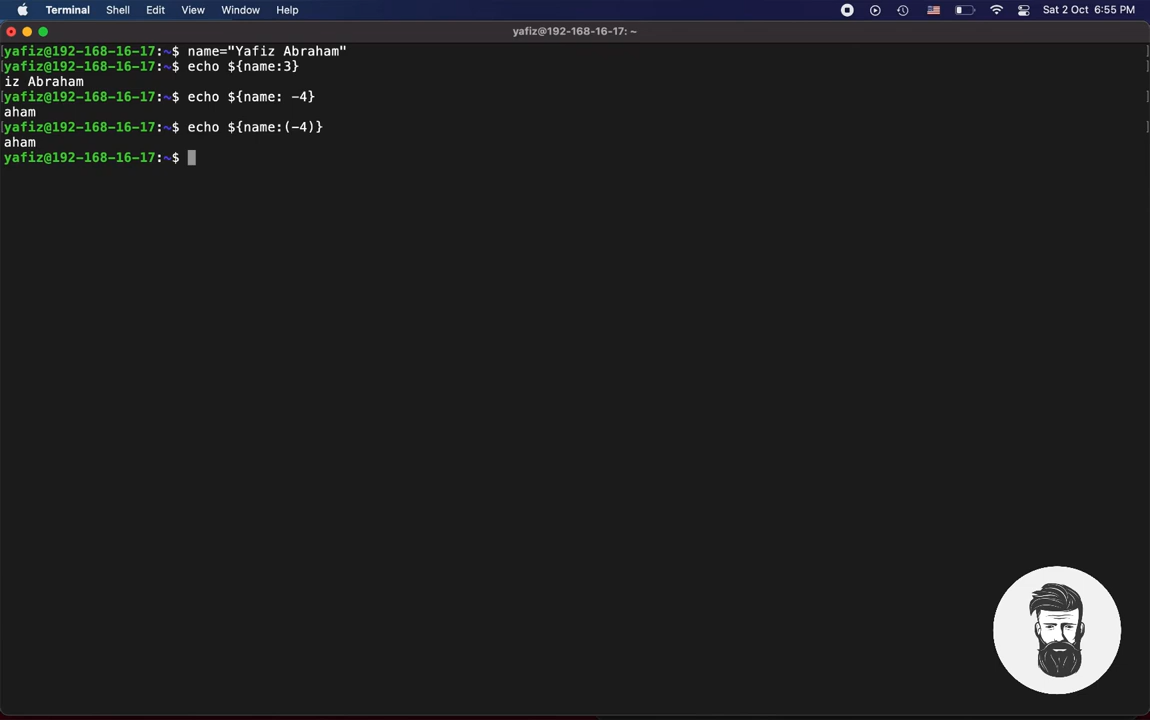 Terminal Shell Edit View Window Help Sat 2 Oct 6:55 PM
yafiz@192-168-16-17: ~
[yafiz@192-168-16-17:~$ name="Yafiz Abraham" ]
[yafiz@192-168-16-17:~$ echo ${name:3} ]
iz Abraham
[yafiz@192-168-16-17:~$ echo ${name: -4} ]
aham
[yafiz@192-168-16-17:~$ echo ${name:(-4)} ]
aham
yafiz@192-168-16-17:~$